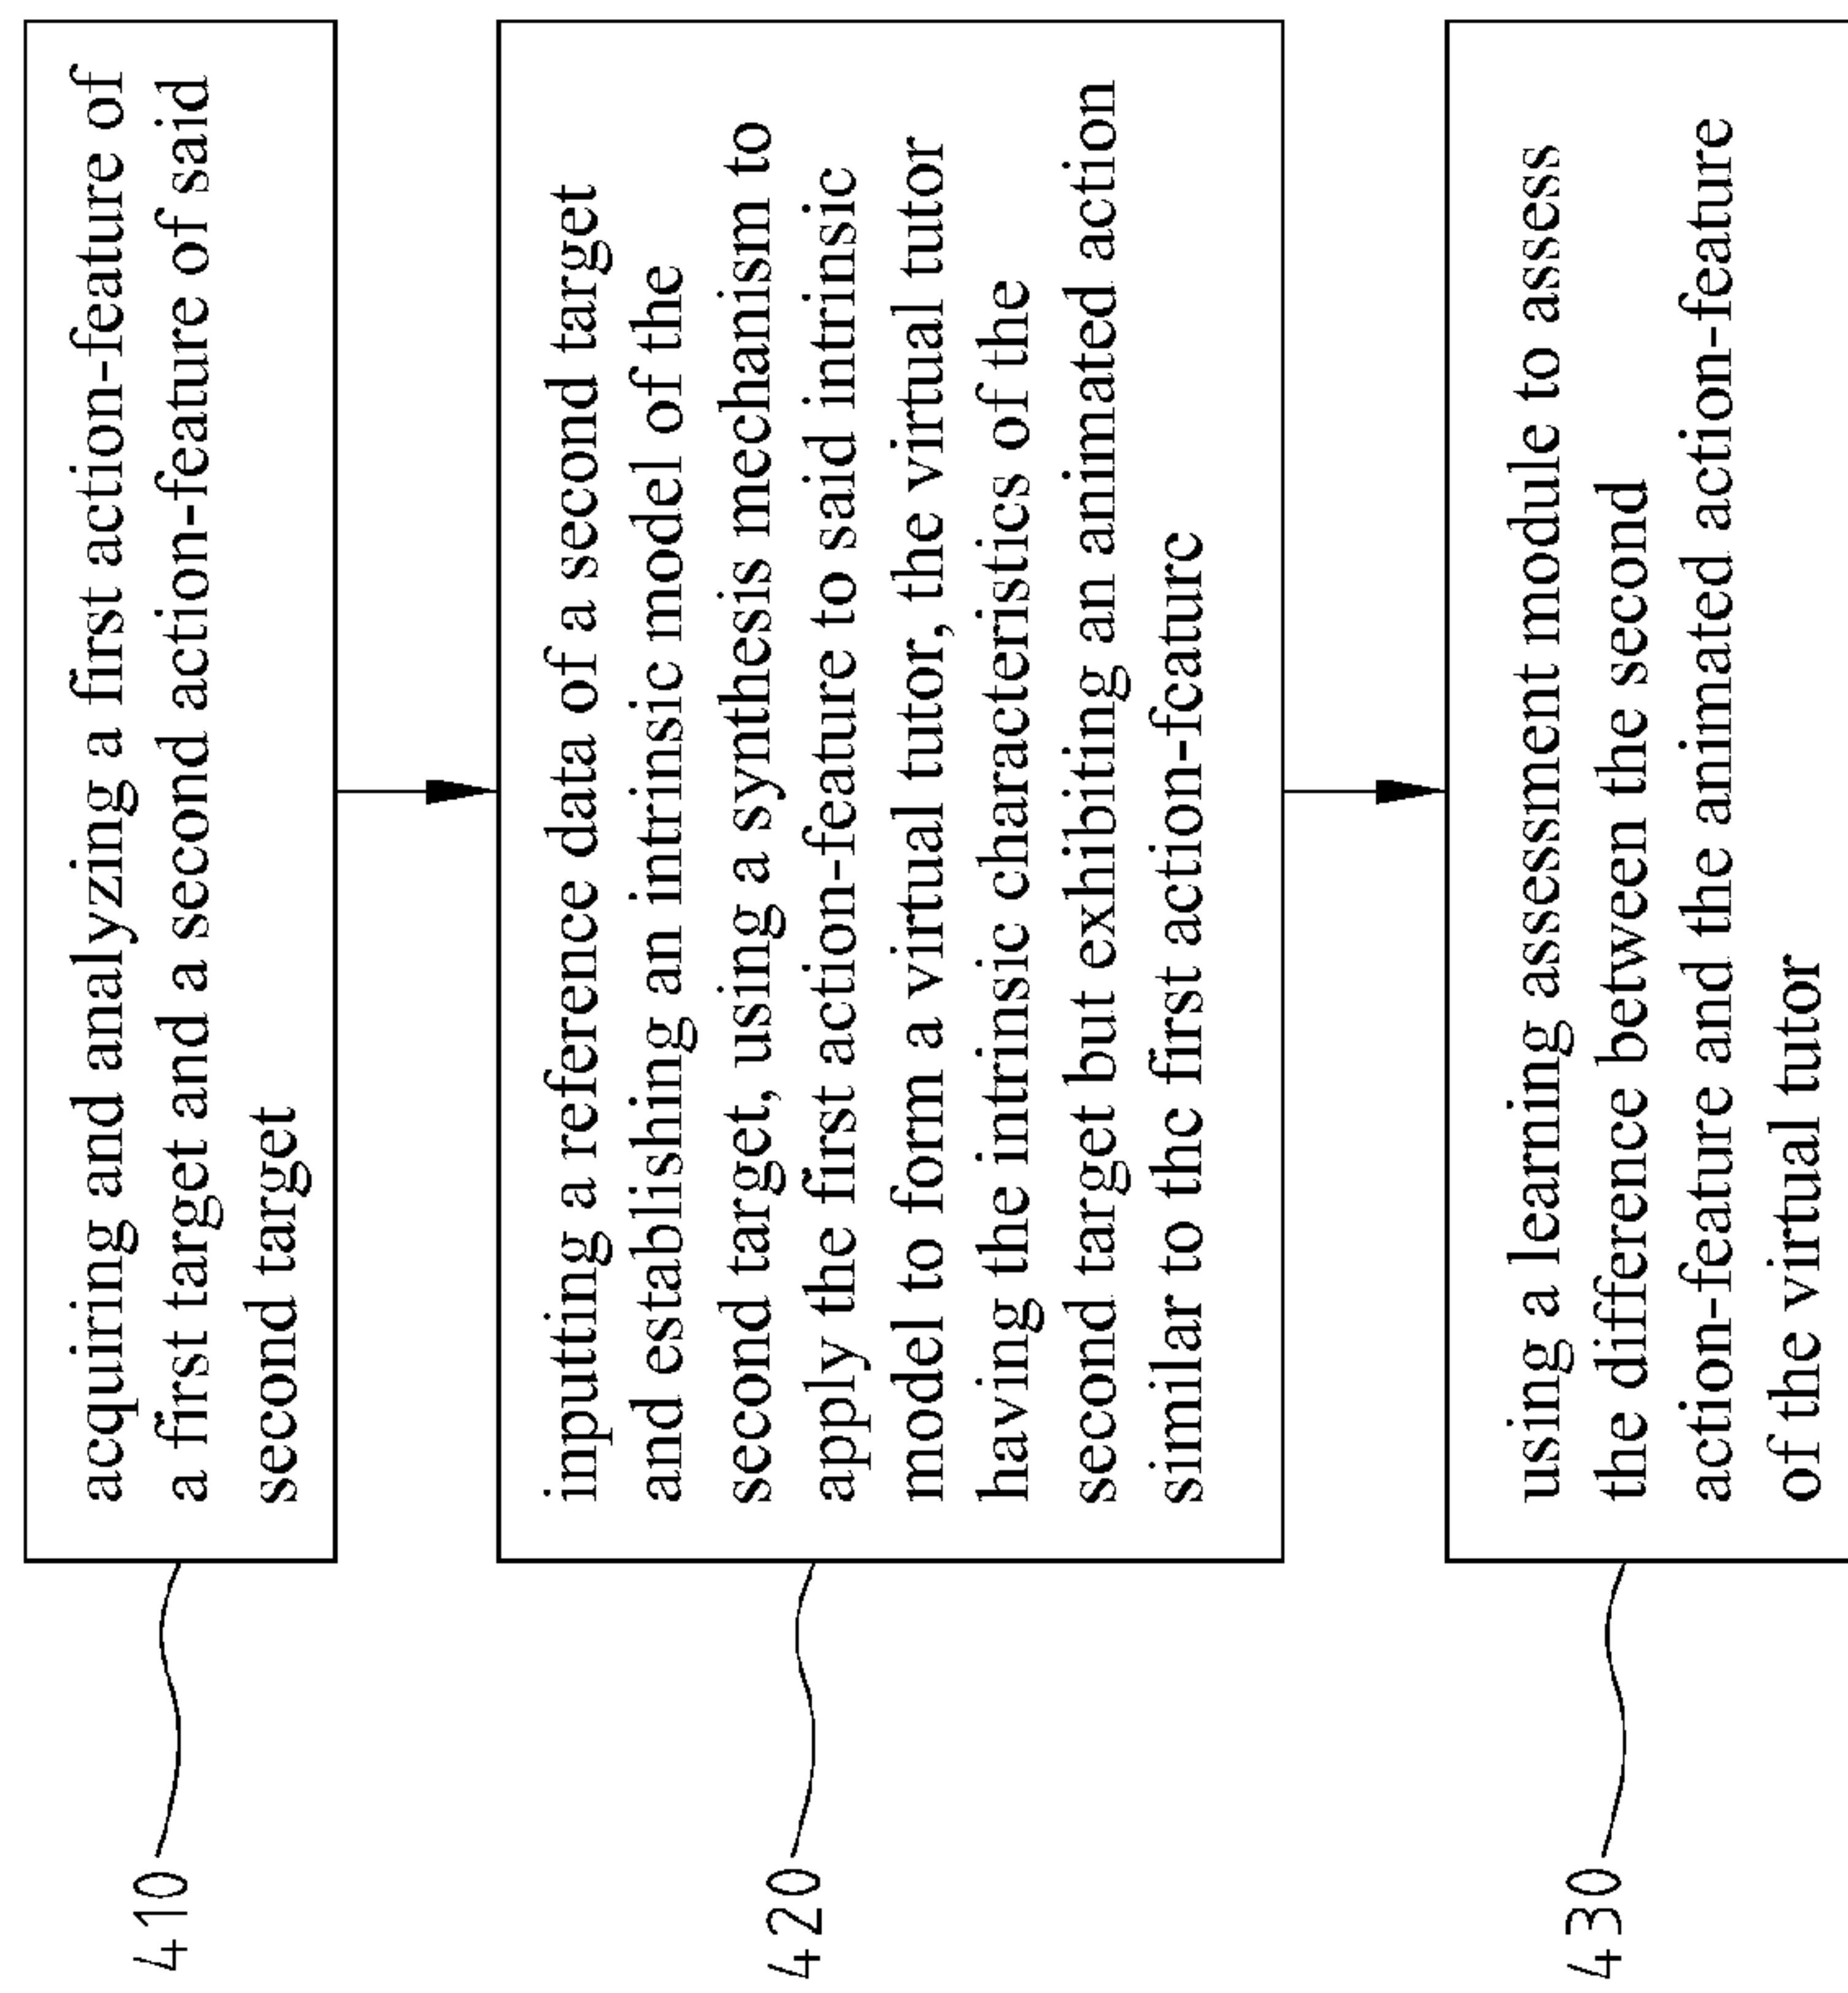 410
acquiring and analyzing a first action-feature of
a first target and a second action-feature of said
second target
420
inputting a reference data of a second target
and establishing an intrinsic model of the
second target, using a synthesis mechanism to
apply the first action-feature to said intrinsic
model to form a virtual tutor, the virtual tutor
having the intrinsic characteristics of the
second target but exhibiting an animated action
similar to the first action-feature
430
using a learning assessment module to assess
the difference between the second
action-feature and the animated action-feature
of the virtual tutor